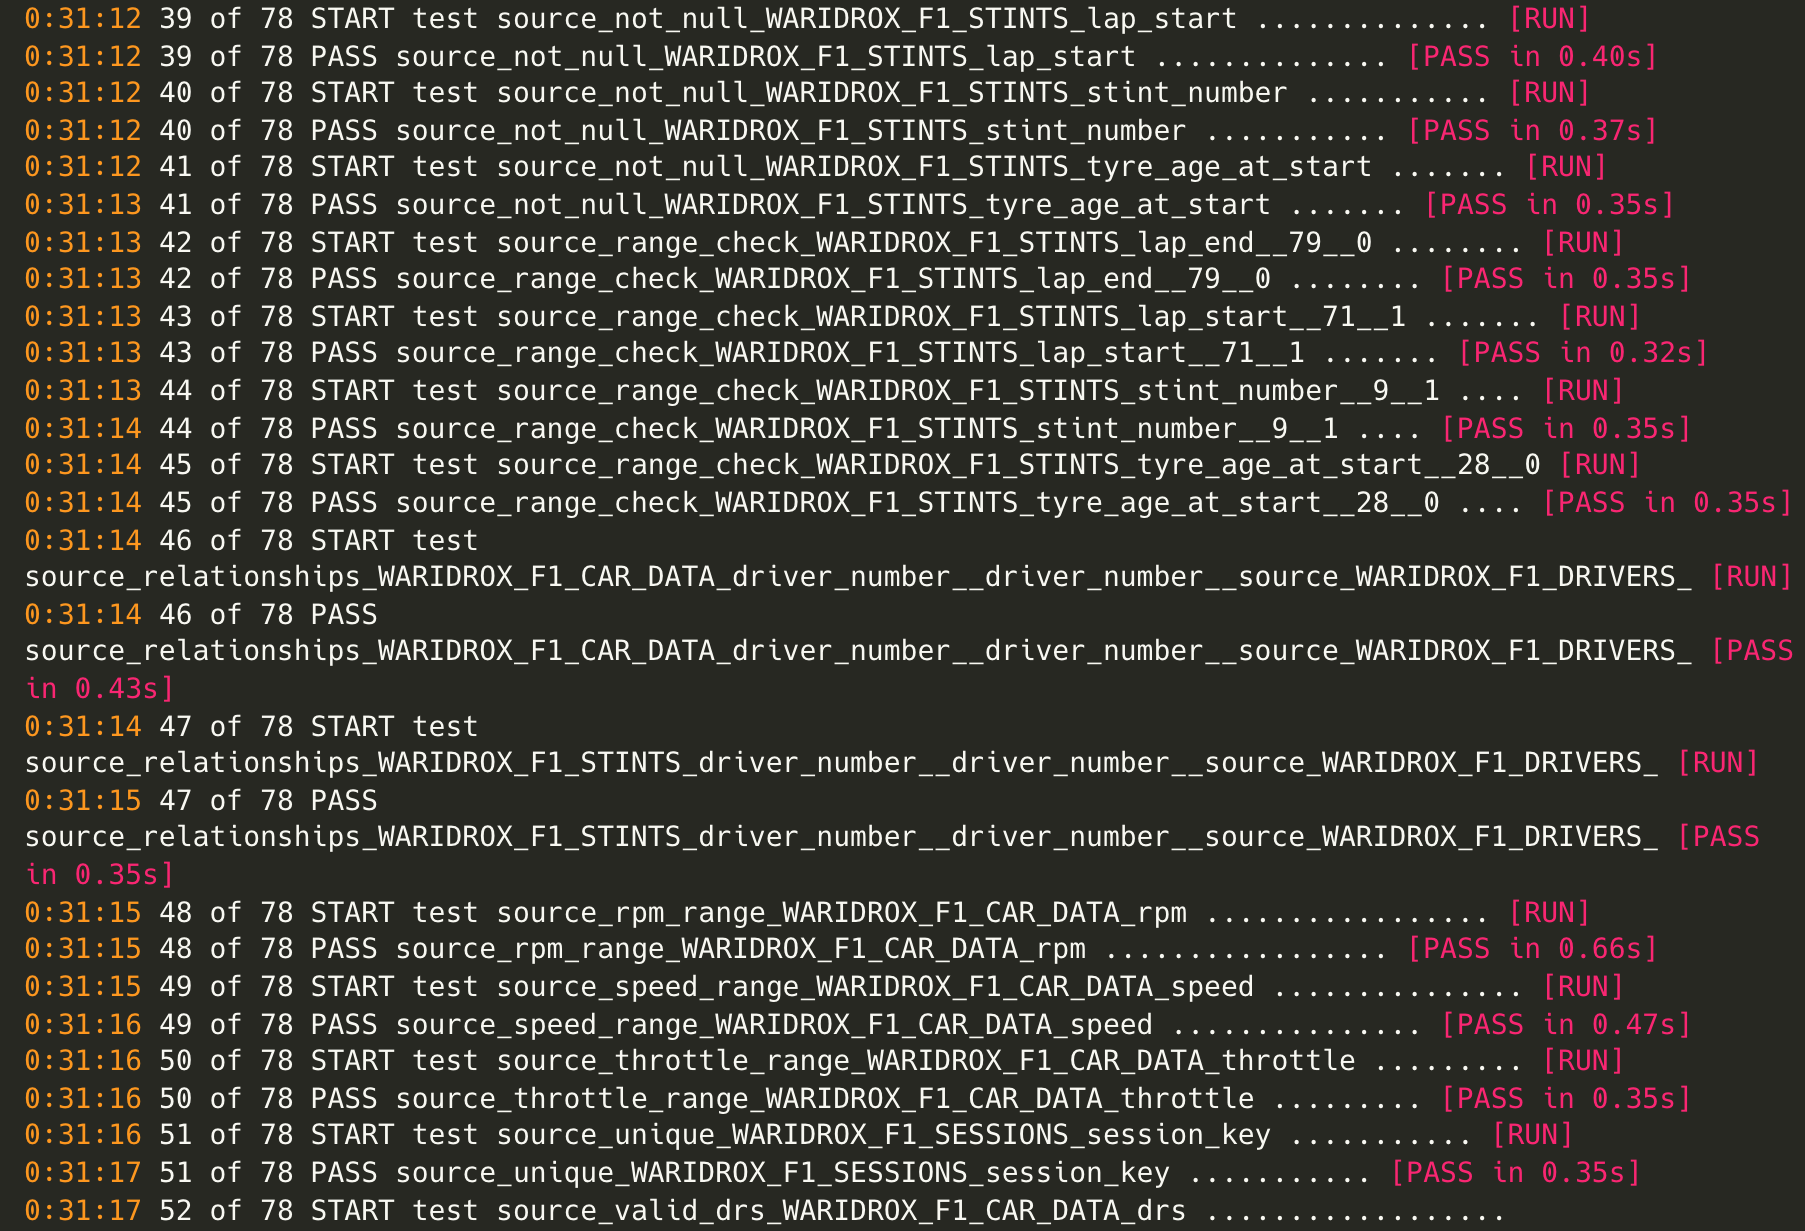 0:31:12 39 of 78 START test source_not_null_WARIDROX_F1_STINTS_lap_start .............. [RUN]
0:31:12 39 of 78 PASS source_not_null_WARIDROX_F1_STINTS_lap_start .............. [PASS in 0.40s]
0:31:12 40 of 78 START test source_not_null_WARIDROX_F1_STINTS_stint_number ........... [RUN]
0:31:12 40 of 78 PASS source_not_null_WARIDROX_F1_STINTS_stint_number ........... [PASS in 0.37s]
0:31:12 41 of 78 START test source_not_null_WARIDROX_F1_STINTS_tyre_age_at_start ....... [RUN]
0:31:13 41 of 78 PASS source_not_null_WARIDROX_F1_STINTS_tyre_age_at_start ....... [PASS in 0.35s]
0:31:13 42 of 78 START test source_range_check_WARIDROX_F1_STINTS_lap_end__79__0 ........ [RUN]
0:31:13 42 of 78 PASS source_range_check_WARIDROX_F1_STINTS_lap_end__79__0 ........ [PASS in 0.35s]
0:31:13 43 of 78 START test source_range_check_WARIDROX_F1_STINTS_lap_start__71__1 ....... [RUN]
0:31:13 43 of 78 PASS source_range_check_WARIDROX_F1_STINTS_lap_start__71__1 ....... [PASS in 0.32s]
0:31:13 44 of 78 START test source_range_check_WARIDROX_F1_STINTS_stint_number__9__1 .... [RUN]
0:31:14 44 of 78 PASS source_range_check_WARIDROX_F1_STINTS_stint_number__9__1 .... [PASS in 0.35s]
0:31:14 45 of 78 START test source_range_check_WARIDROX_F1_STINTS_tyre_age_at_start__28__0 [RUN]
0:31:14 45 of 78 PASS source_range_check_WARIDROX_F1_STINTS_tyre_age_at_start__28__0 .... [PASS in 0.35s]
0:31:14 46 of 78 START test
source_relationships_WARIDROX_F1_CAR_DATA_driver_number__driver_number__source_WARIDROX_F1_DRIVERS_ [RUN]
0:31:14 46 of 78 PASS
source_relationships_WARIDROX_F1_CAR_DATA_driver_number__driver_number__source_WARIDROX_F1_DRIVERS_ [PASS
in 0.43s]
0:31:14 47 of 78 START test
source_relationships_WARIDROX_F1_STINTS_driver_number__driver_number__source_WARIDROX_F1_DRIVERS_ [RUN]
0:31:15 47 of 78 PASS
source_relationships_WARIDROX_F1_STINTS_driver_number__driver_number__source_WARIDROX_F1_DRIVERS_ [PASS
in 0.35s]
0:31:15 48 of 78 START test source_rpm_range_WARIDROX_F1_CAR_DATA_rpm ................. [RUN]
0:31:15 48 of 78 PASS source_rpm_range_WARIDROX_F1_CAR_DATA_rpm ................. [PASS in 0.66s]
0:31:15 49 of 78 START test source_speed_range_WARIDROX_F1_CAR_DATA_speed ............... [RUN]
0:31:16 49 of 78 PASS source_speed_range_WARIDROX_F1_CAR_DATA_speed ............... [PASS in 0.47s]
0:31:16 50 of 78 START test source_throttle_range_WARIDROX_F1_CAR_DATA_throttle ......... [RUN]
0:31:16 50 of 78 PASS source_throttle_range_WARIDROX_F1_CAR_DATA_throttle ......... [PASS in 0.35s]
0:31:16 51 of 78 START test source_unique_WARIDROX_F1_SESSIONS_session_key ........... [RUN]
0:31:17 51 of 78 PASS source_unique_WARIDROX_F1_SESSIONS_session_key ........... [PASS in 0.35s]
0:31:17 52 of 78 START test source_valid_drs_WARIDROX_F1_CAR_DATA_drs ..................